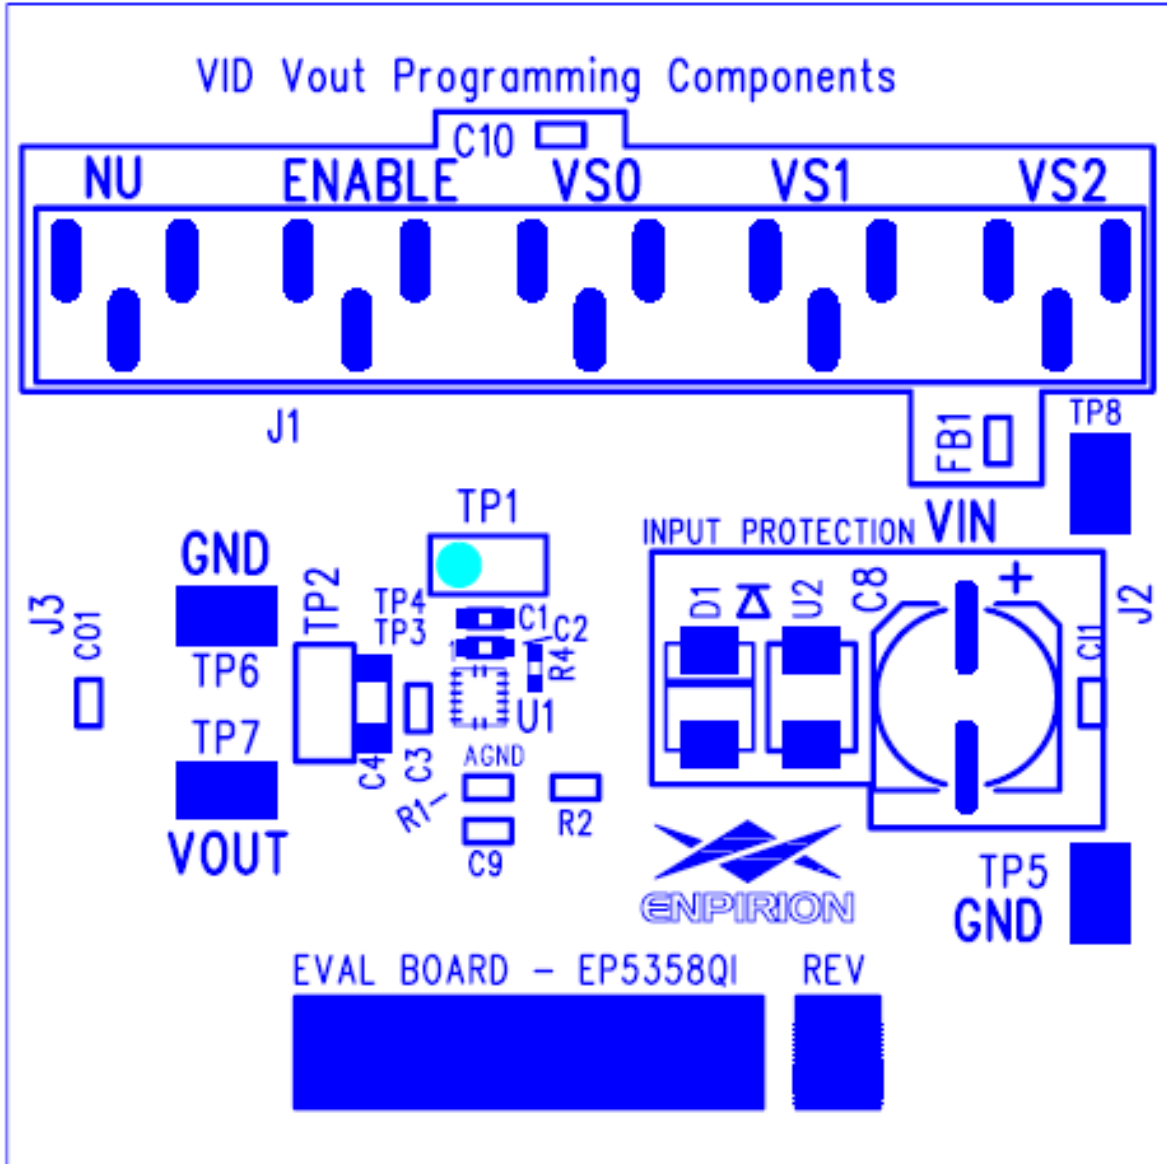 VID Vout Programming Components
C10
NU ENABLE VS0 VS1 VS2
J1
FB1
TP8
TP1
INPUT PROTECTION VIN
GND
TP2
TP4
TP3
C1
C2
R4
D1
U2
C8
+
J2
J3
CO1
TP6
CI1
TP7
U1
C4
C3
AGND
R1
R2
C9
VOUT
TP5
GND
ENPIRION
EVAL BOARD - EP5358QI REV